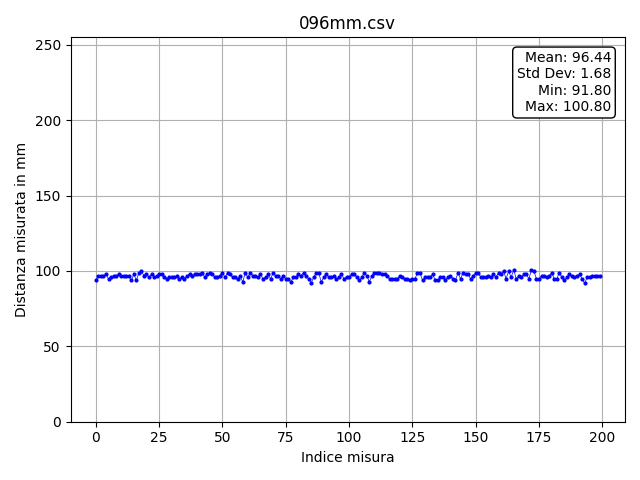 096mm.csv
Mean: 96.44
Std Dev: 1.68
Min: 91.80
Max: 100.80
Distanza misurata in mm
250
200
150
100
50
0
0 25 50 75 100 125 150 175 200
Indice misura